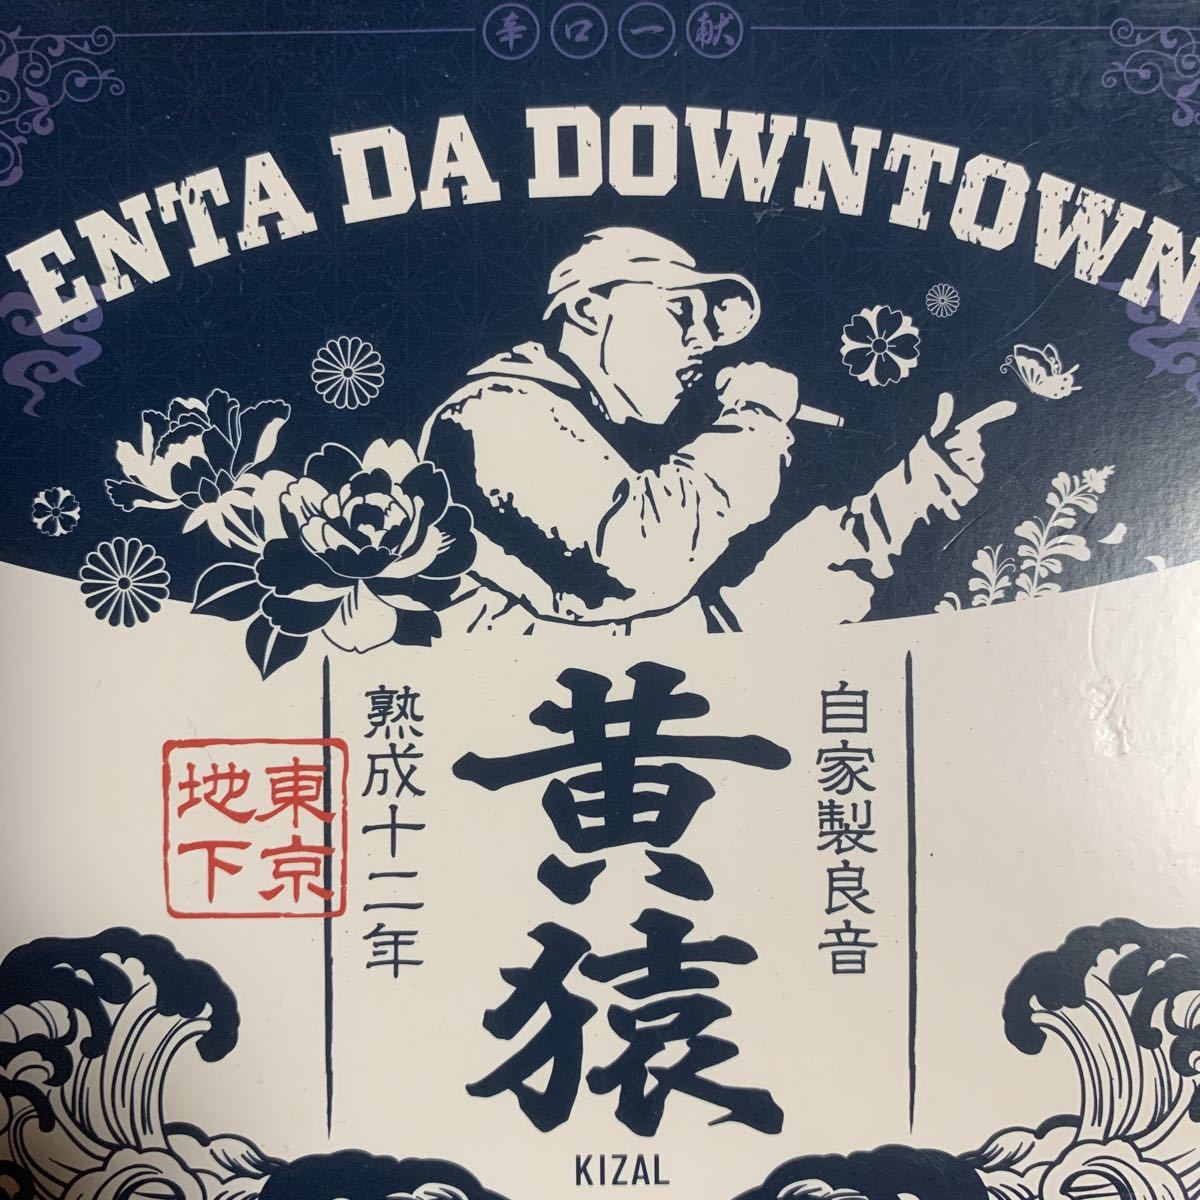 辛口一献
ENTA DA DOWNTOWN
自家製良音
黄猿
熟成十二年
東京
地下
KIZAL